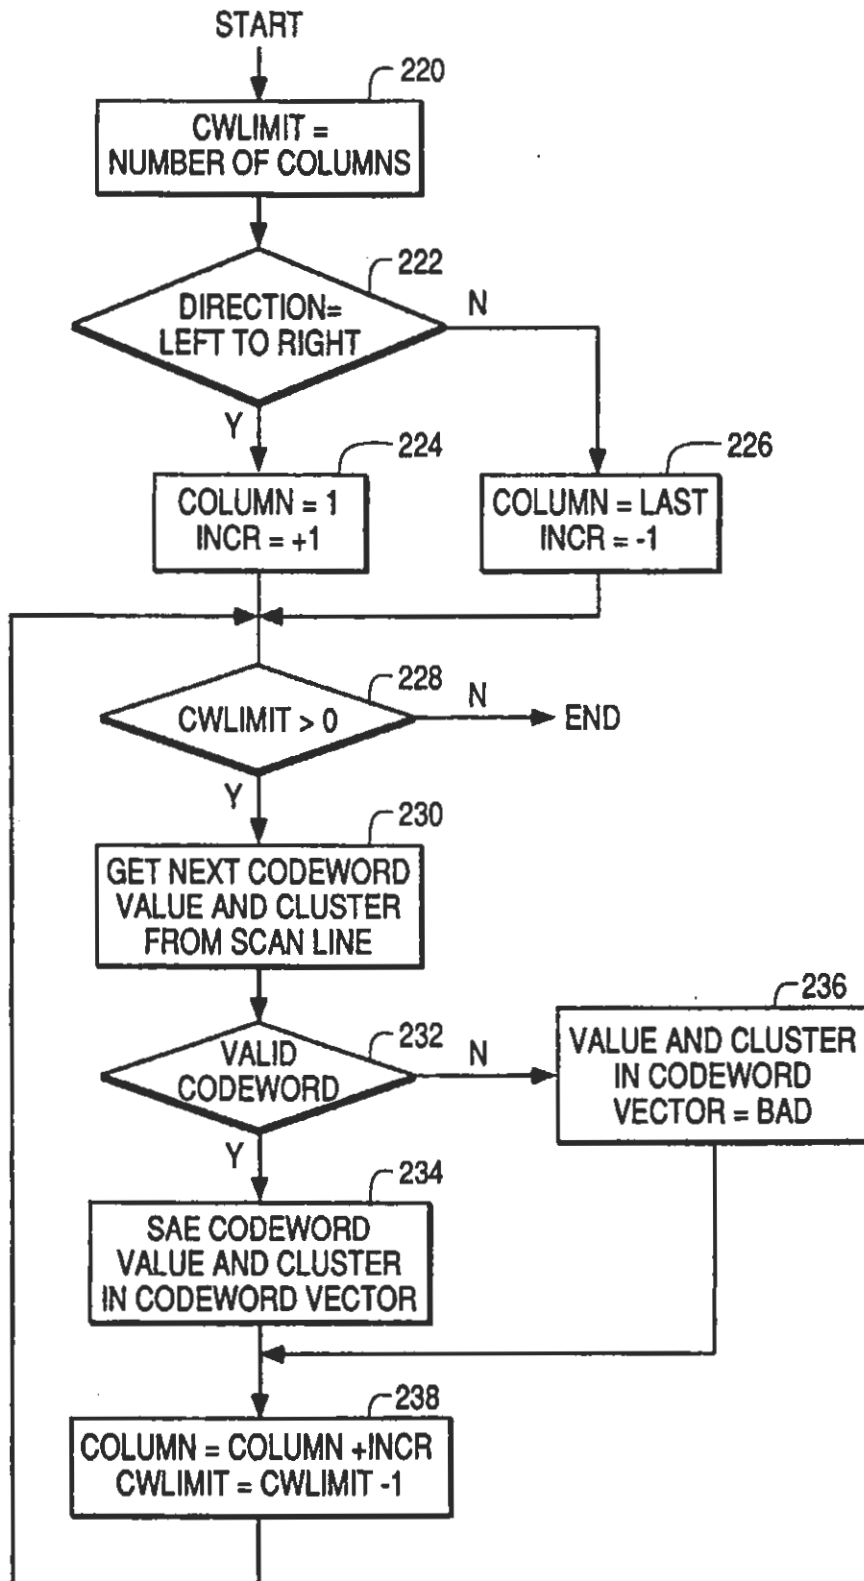 START
220
CWLIMIT =
NUMBER OF COLUMNS
222
DIRECTION=
LEFT TO RIGHT
N
Y
224
COLUMN = 1
INCR = +1
226
COLUMN = LAST
INCR = -1
228
CWLIMIT > 0
N
END
Y
230
GET NEXT CODEWORD
VALUE AND CLUSTER
FROM SCAN LINE
232
VALID
CODEWORD
N
236
VALUE AND CLUSTER
IN CODEWORD
VECTOR = BAD
Y
234
SAE CODEWORD
VALUE AND CLUSTER
IN CODEWORD VECTOR
238
COLUMN = COLUMN +INCR
CWLIMIT = CWLIMIT -1